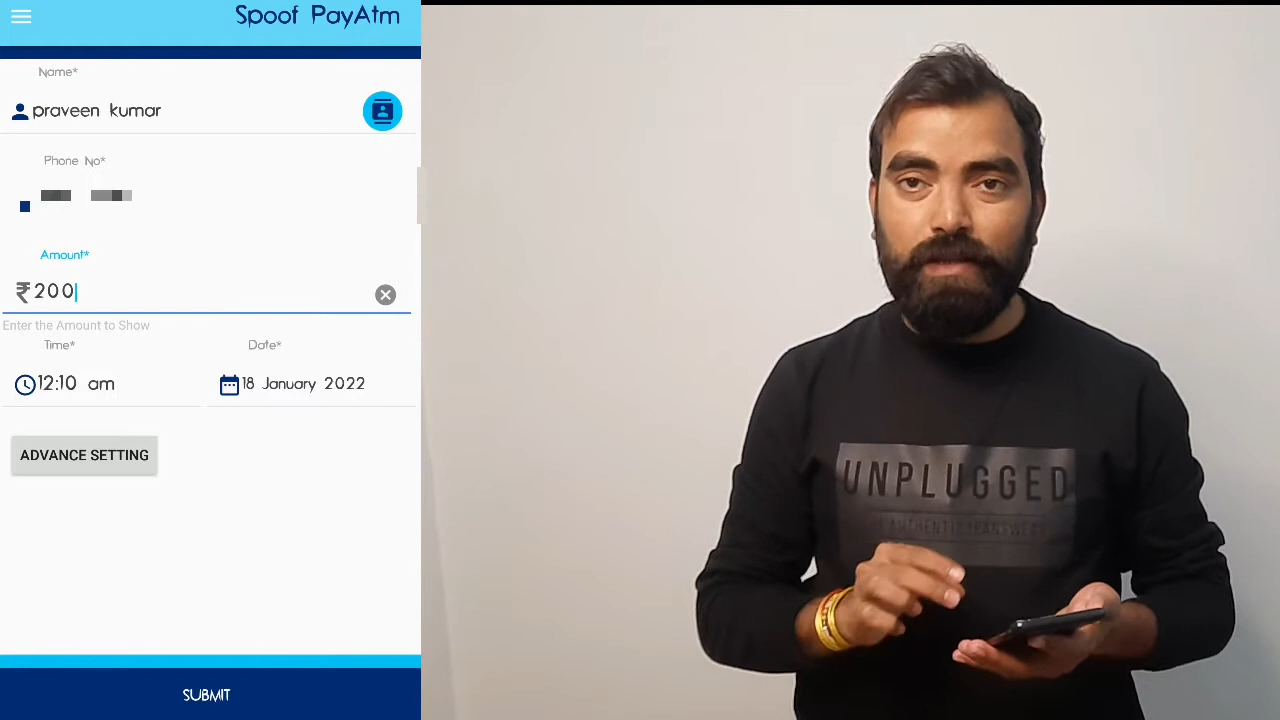 Spoof PayAtm
Name*
praveen kumar
Phone No*
Amount*
₹200
Enter the Amount to Show
Time*
Date*
12:10 am
18 January 2022
ADVANCE SETTING
SUBMIT
UNPLUGGED